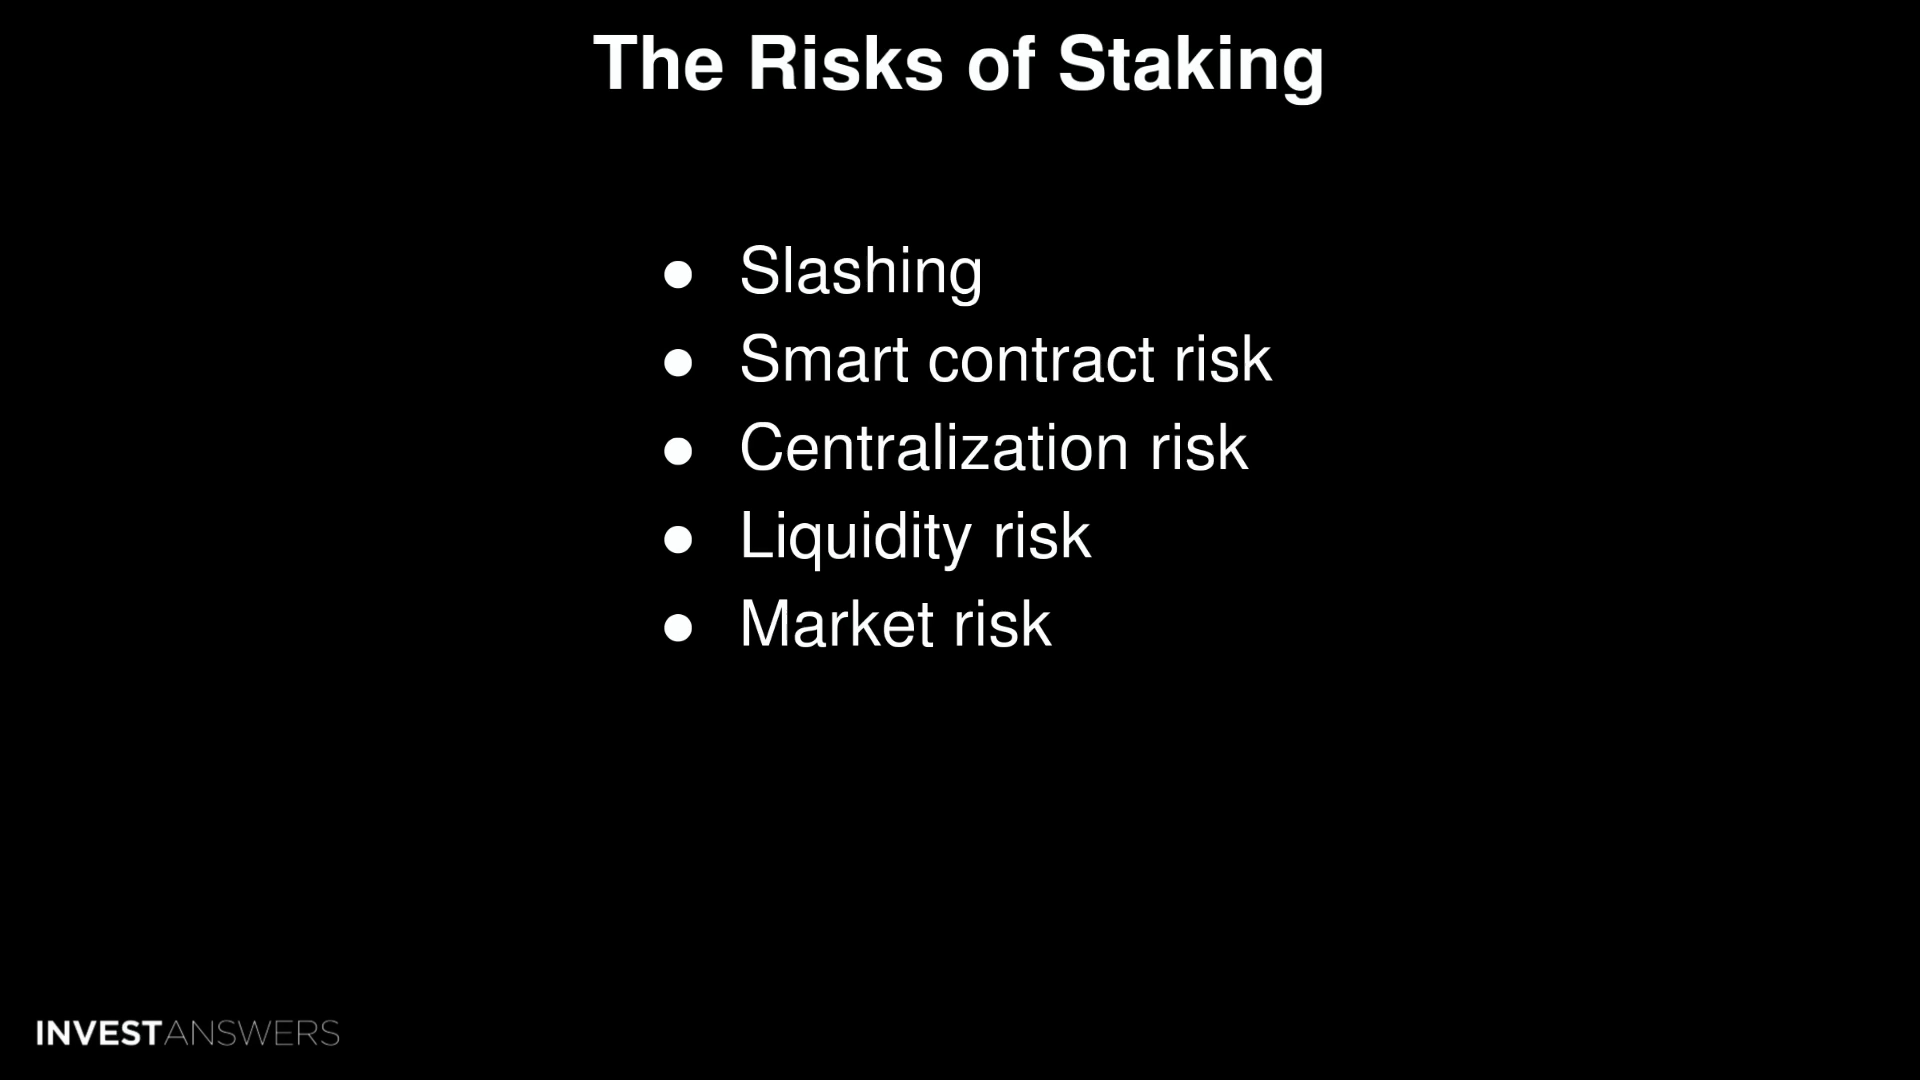 The Risks of Staking
● Slashing
● Smart contract risk
● Centralization risk
● Liquidity risk
● Market risk
INVESTANSWERS